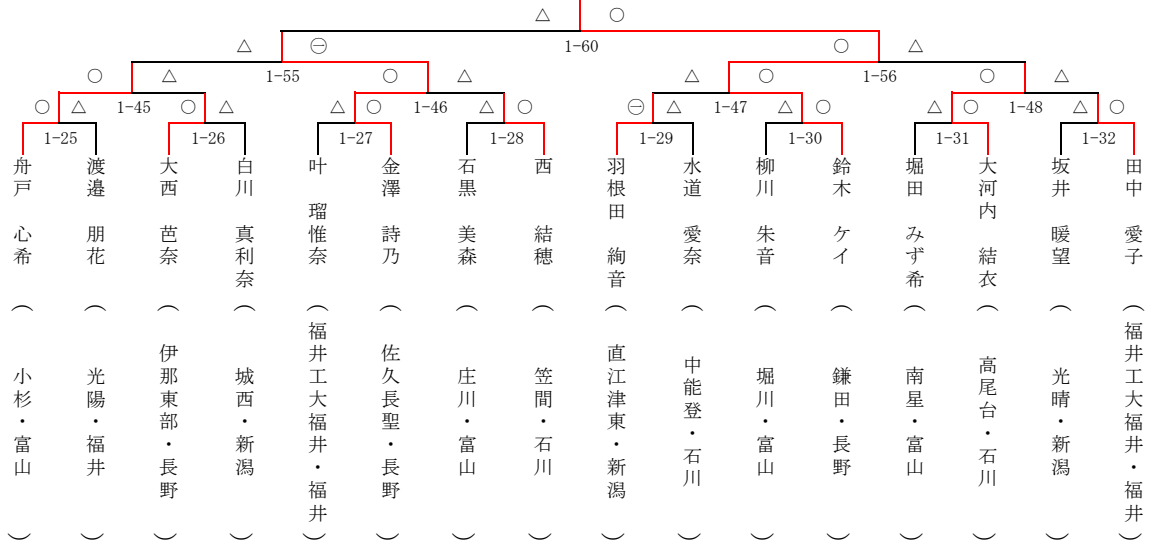 △ ○
△ ㊀ 1-60 ○ △
○ △ 1-55 ○ △ △ ○ 1-56 ○ △
○ △ 1-45 ○ △ △ ○ 1-46 △ ○ ㊀ △ 1-47 △ ○ △ ○ 1-48 △ ○
1-25 1-26 1-27 1-28 1-29 1-30 1-31 1-32
舟戸 心希 （ 小杉・富山 ）
渡邉 朋花 （ 光陽・福井 ）
大西 芭奈 （ 伊那東部・長野 ）
白川 真利奈 （ 城西・新潟 ）
叶 瑠惟奈 （ 福井工大福井・福井 ）
金澤 詩乃 （ 佐久長聖・長野 ）
石黒 美森 （ 庄川・富山 ）
西 結穂 （ 笠間・石川 ）
羽根田 絢音 （ 直江津東・新潟 ）
水道 愛奈 （ 中能登・石川 ）
柳川 朱音 （ 堀川・富山 ）
鈴木 ケイ （ 鎌田・長野 ）
堀田 みず希 （ 南星・富山 ）
大河内 結衣 （ 高尾台・石川 ）
坂井 暖望 （ 光晴・新潟 ）
田中 愛子 （ 福井工大福井・福井 ）